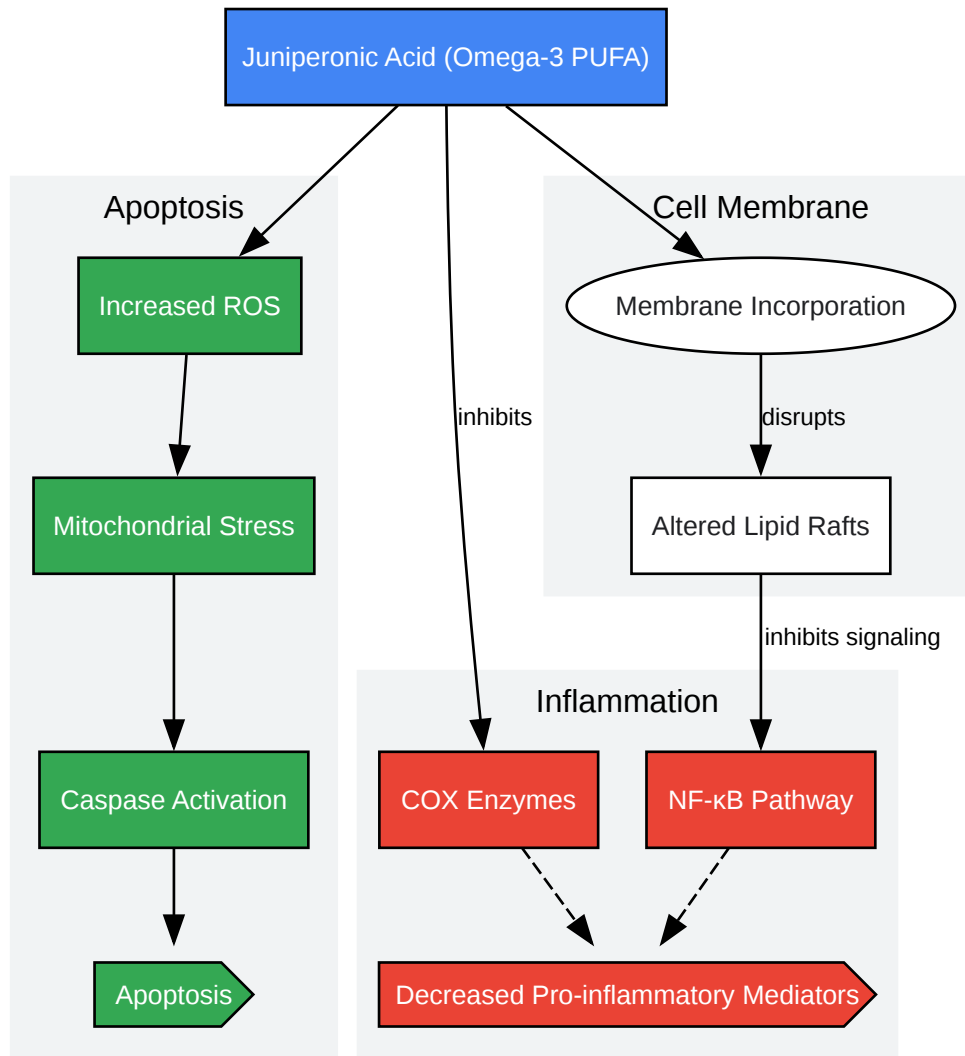 Juniperonic Acid (Omega-3 PUFA)
Apoptosis
Cell Membrane
Increased ROS
Membrane Incorporation
inhibits
disrupts
Mitochondrial Stress
Altered Lipid Rafts
inhibits signaling
Inflammation
Caspase Activation
COX Enzymes
NF-κB Pathway
Apoptosis
Decreased Pro-inflammatory Mediators